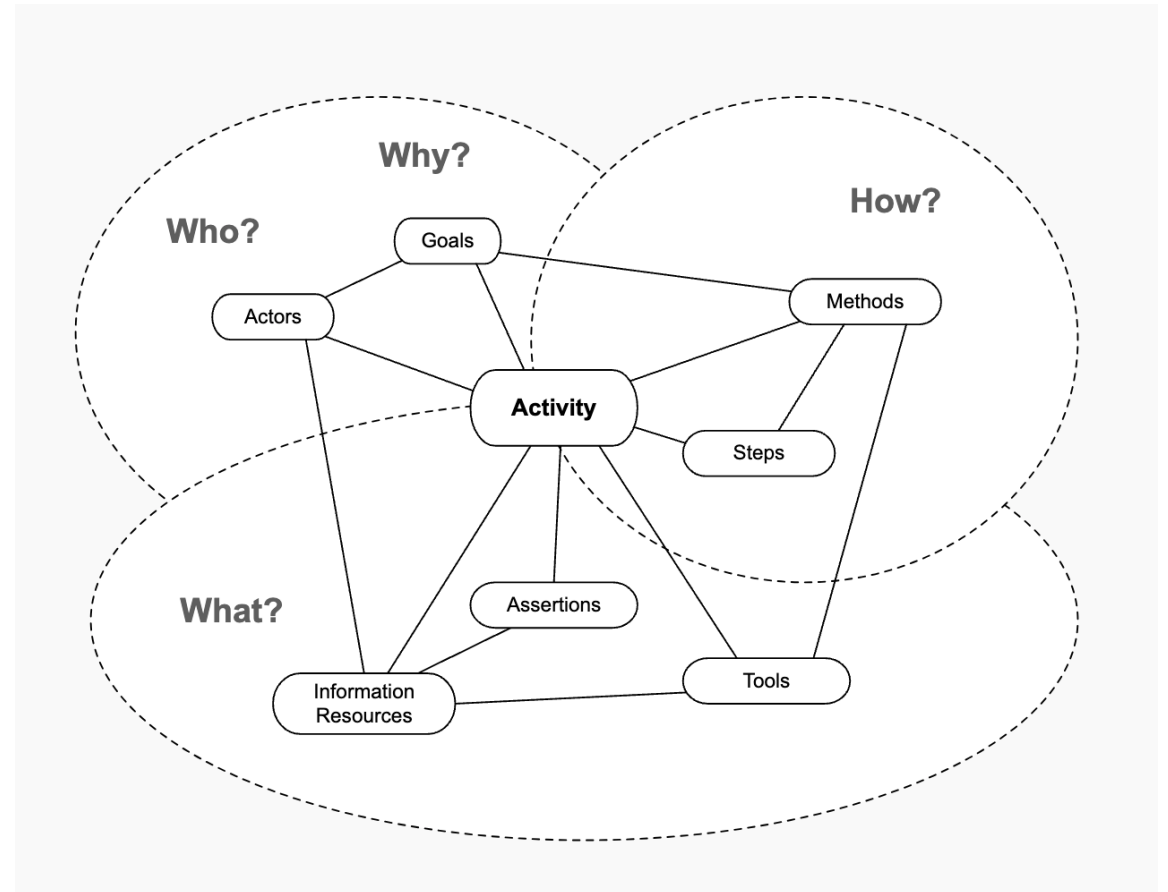 Why?
How?
Who?
Goals
Methods
Actors
Activity
Steps
What?
Assertions
Tools
Information
Resources